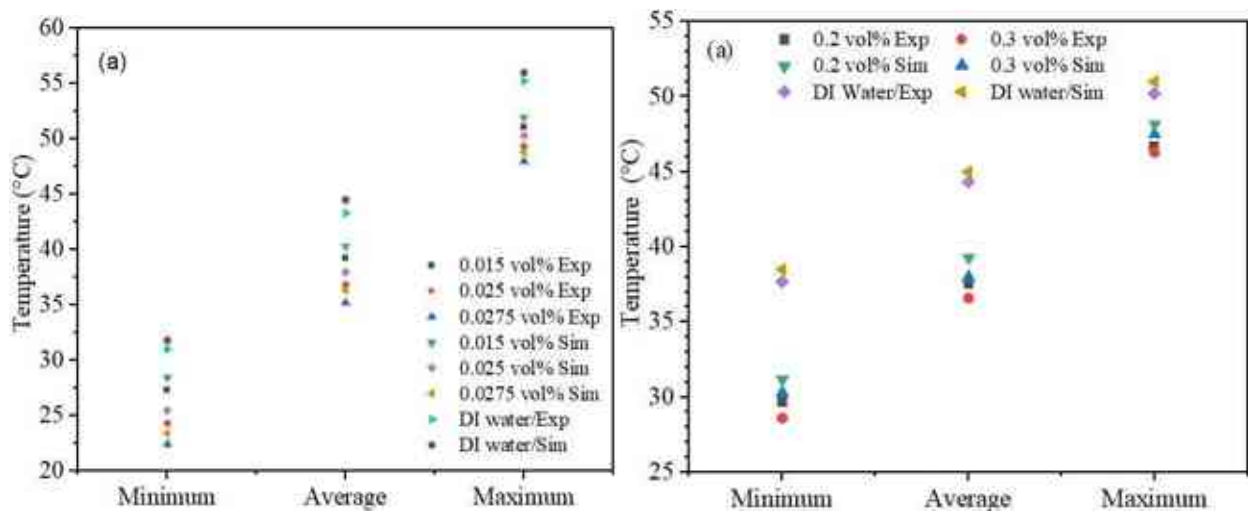 (a)
Temperature (°C)
60
55
50
45
40
35
30
25
20
0.015 vol% Exp
0.025 vol% Exp
0.0275 vol% Exp
0.015 vol% Sim
0.025 vol% Sim
0.0275 vol% Sim
DI water/Exp
DI water/Sim
Minimum Average Maximum
(a)
Temperature (°C)
55
50
45
40
35
30
25
0.2 vol% Exp 0.3 vol% Exp
0.2 vol% Sim 0.3 vol% Sim
DI Water/Exp DI water/Sim
Minimum Average Maximum